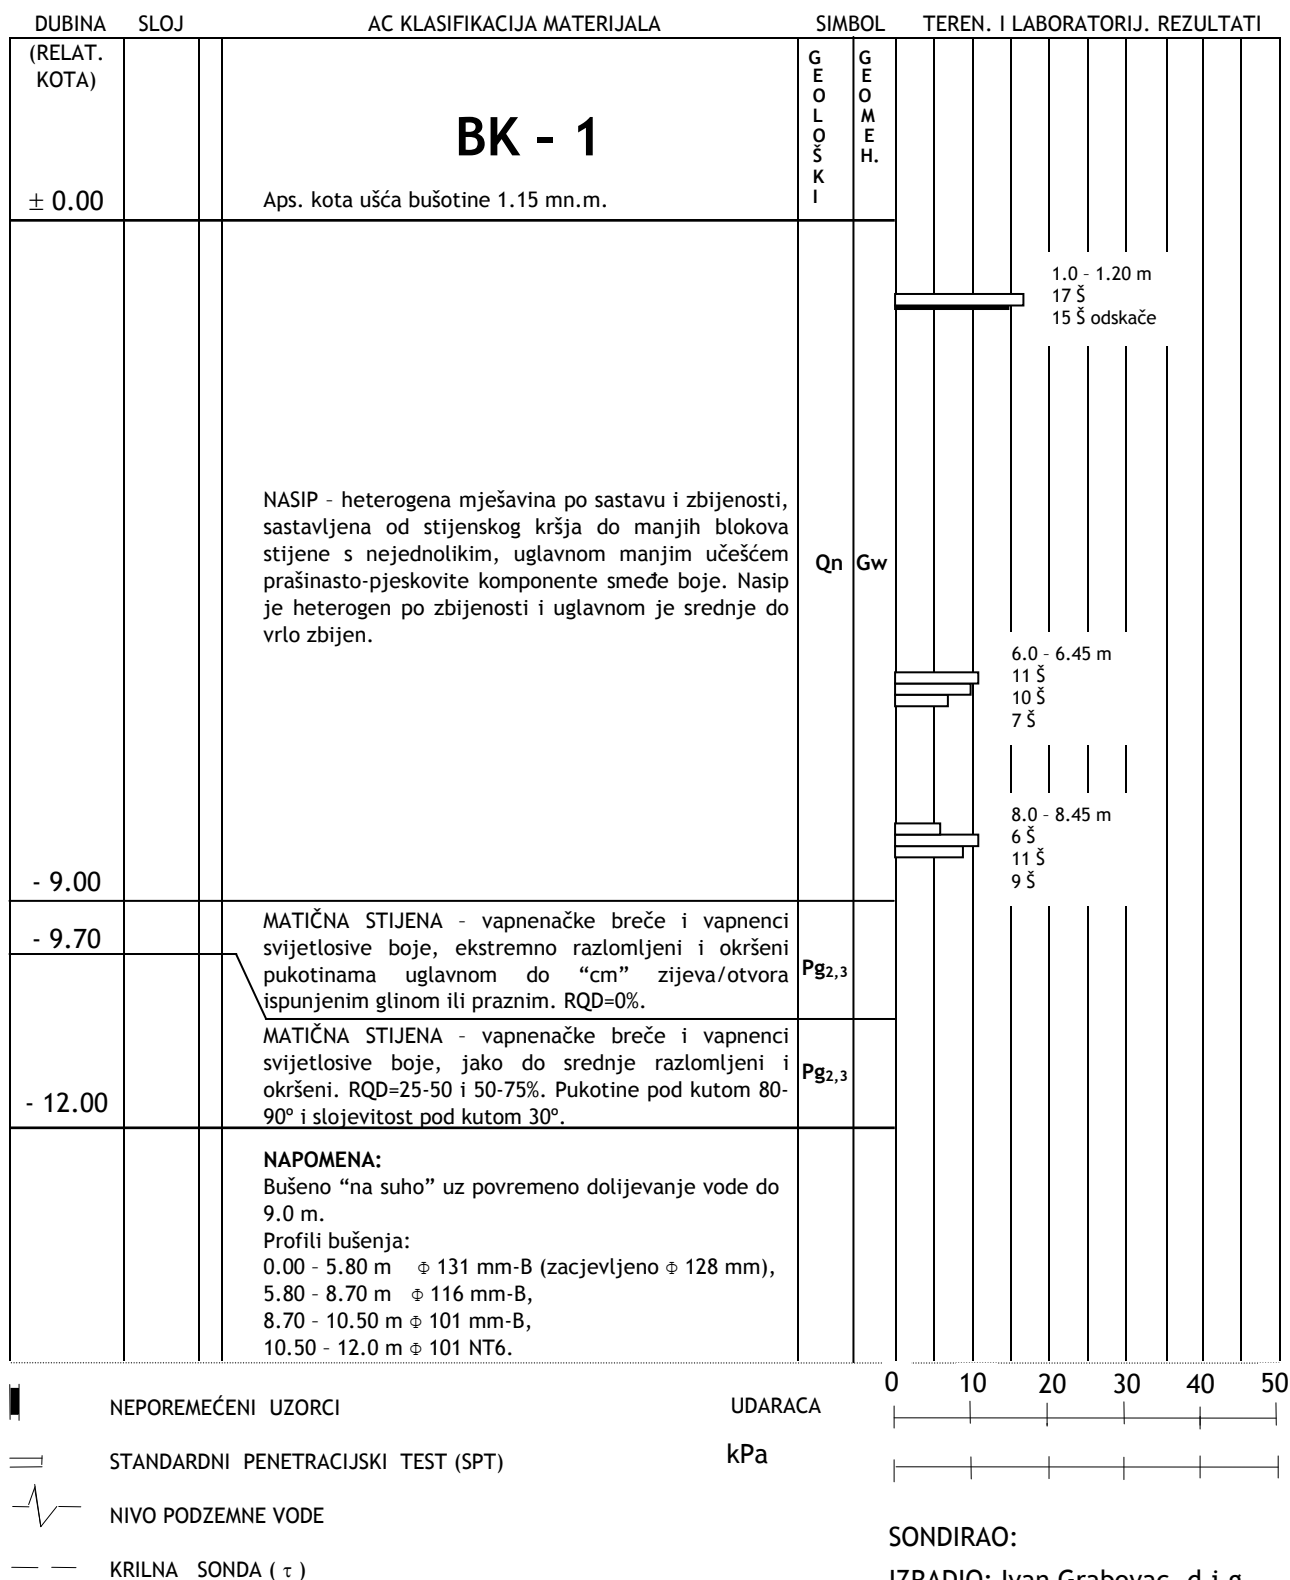 DUBINA SLOJ AC KLASIFIKACIJA MATERIJALA SIMBOL TEREN. I LABORATORIJ. REZULTATI
(RELAT.
KOTA)
GEOLOŠKI
GEOMEH.
BK - 1
± 0.00 Aps. kota ušća bušotine 1.15 mn.m.
1.0 – 1.20 m
17 Š
15 Š odskače
NASIP – heterogena mješavina po sastavu i zbijenosti,
sastavljena od stijenskog kršja do manjih blokova
stijene s nejednolikim, uglavnom manjim učešćem
prašinasto-pjeskovite komponente smeđe boje. Nasip
je heterogen po zbijenosti i uglavnom je srednje do
vrlo zbijen.
Qn Gw
6.0 – 6.45 m
11 Š
10 Š
7 Š
8.0 – 8.45 m
6 Š
11 Š
9 Š
- 9.00
- 9.70
MATIČNA STIJENA – vapnenačke breče i vapnenci
svijetlosive boje, ekstremno razlomljeni i okršeni
pukotinama uglavnom do “cm” zijeva/otvora
ispunjenim glinom ili praznim. RQD=0%.
Pg2,3
MATIČNA STIJENA – vapnenačke breče i vapnenci
svijetlosive boje, jako do srednje razlomljeni i
okršeni. RQD=25-50 i 50-75%. Pukotine pod kutom 80-
90º i slojevitost pod kutom 30º.
Pg2,3
- 12.00
NAPOMENA:
Bušeno “na suho” uz povremeno dolijevanje vode do
9.0 m.
Profili bušenja:
0.00 – 5.80 m Φ 131 mm-B (zacjevljeno Φ 128 mm),
5.80 – 8.70 m Φ 116 mm-B,
8.70 – 10.50 m Φ 101 mm-B,
10.50 – 12.0 m Φ 101 NT6.
0 10 20 30 40 50
NEPOREMEĆENI UZORCI UDARACA
STANDARDNI PENETRACIJSKI TEST (SPT) kPa
NIVO PODZEMNE VODE
SONDIRAO:
KRILNA SONDA ( τ )
IZRADIO: Ivan Grabovac, d.i.g.